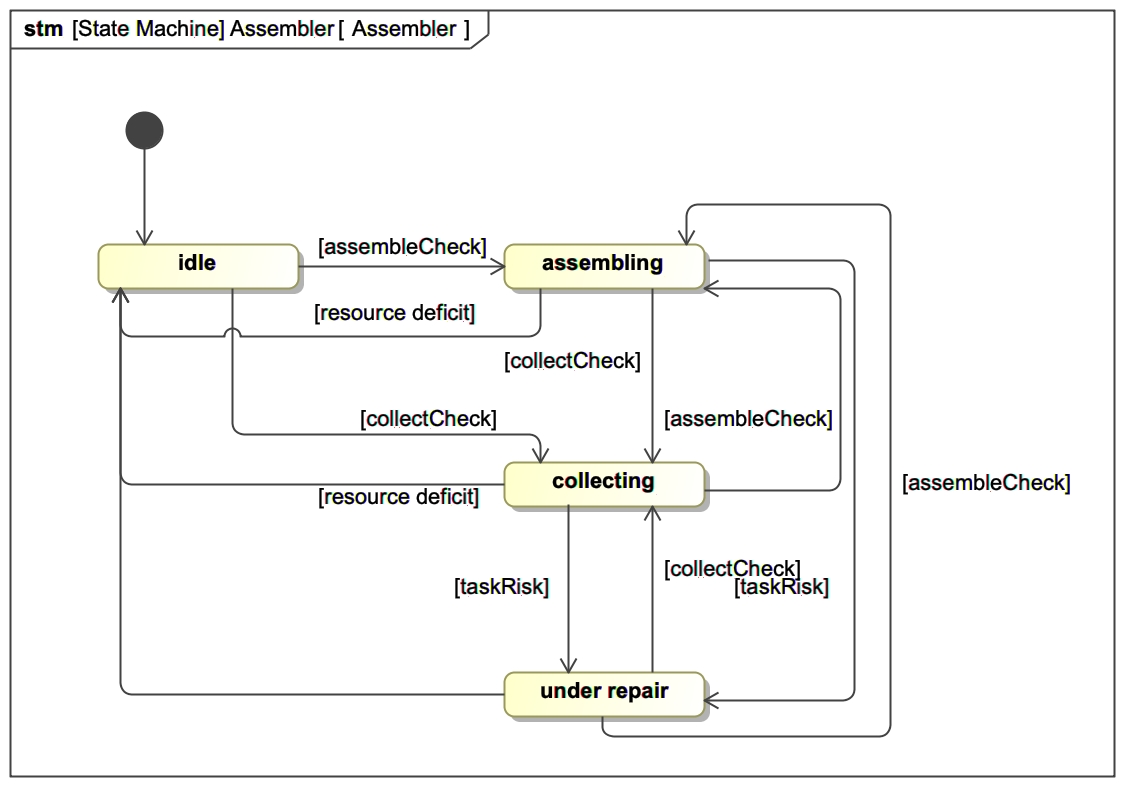 stm [State Machine] Assembler [ Assembler ]
[assembleCheck]
idle
assembling
[resource deficit]
[collectCheck]
[collectCheck]
[assembleCheck]
collecting
[assembleCheck]
[resource deficit]
[collectCheck]
[taskRisk]
[taskRisk]
under repair